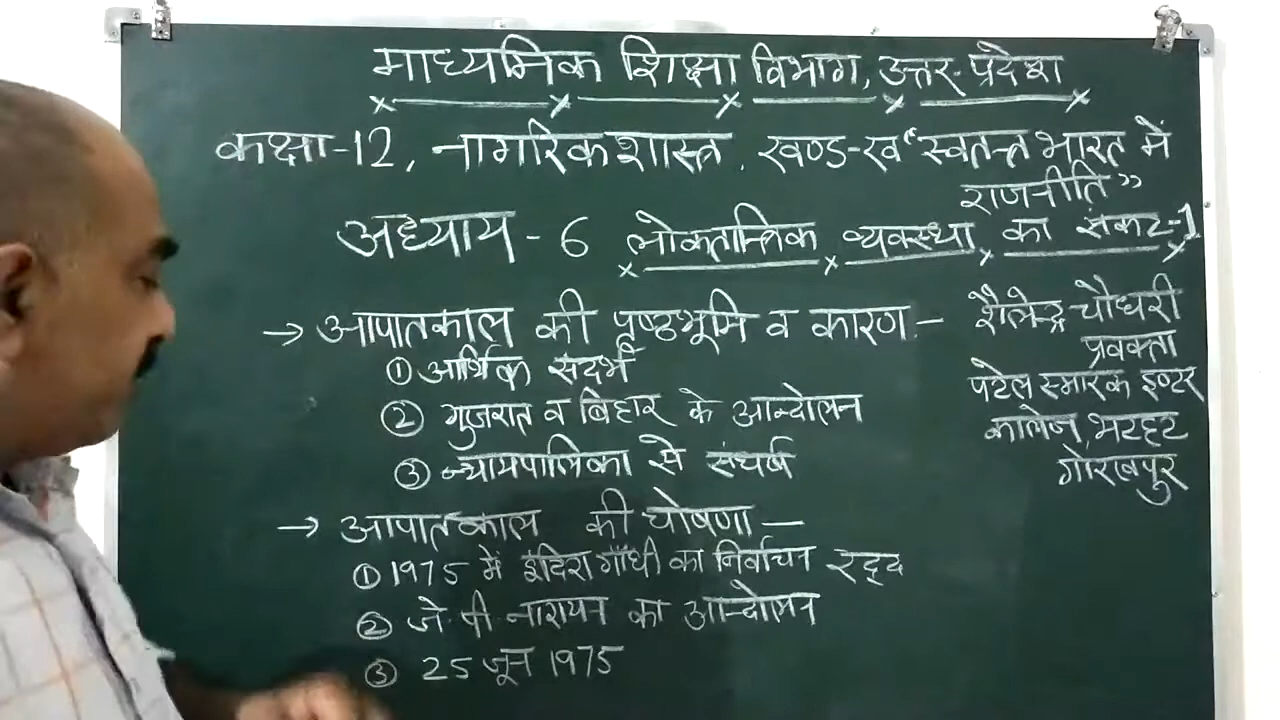 माध्यमिक शिक्षा विभाग, उत्तर-प्रदेश
कक्षा-12, नागरिकशास्त्र, खण्ड-ख "स्वतन्त्र भारत में
राजनीति"
अध्याय - 6 लोकतान्त्रिक व्यवस्था का संकट-1
→ आपातकाल की पृष्ठभूमि व कारण -
① आर्थिक संदर्भ
② गुजरात व बिहार के आन्दोलन
③ न्यायपालिका से संघर्ष
→ आपातकाल की घोषणा —
① 1975 में इंदिरा गाँधी का निर्वाचन रद्द
② जे. पी. नारायन का आन्दोलन
③ 25 जून 1975
शैलेन्द्र चौधरी
प्रवक्ता
पटेल स्मारक इण्टर
कालेज, भटहट
गोरखपुर